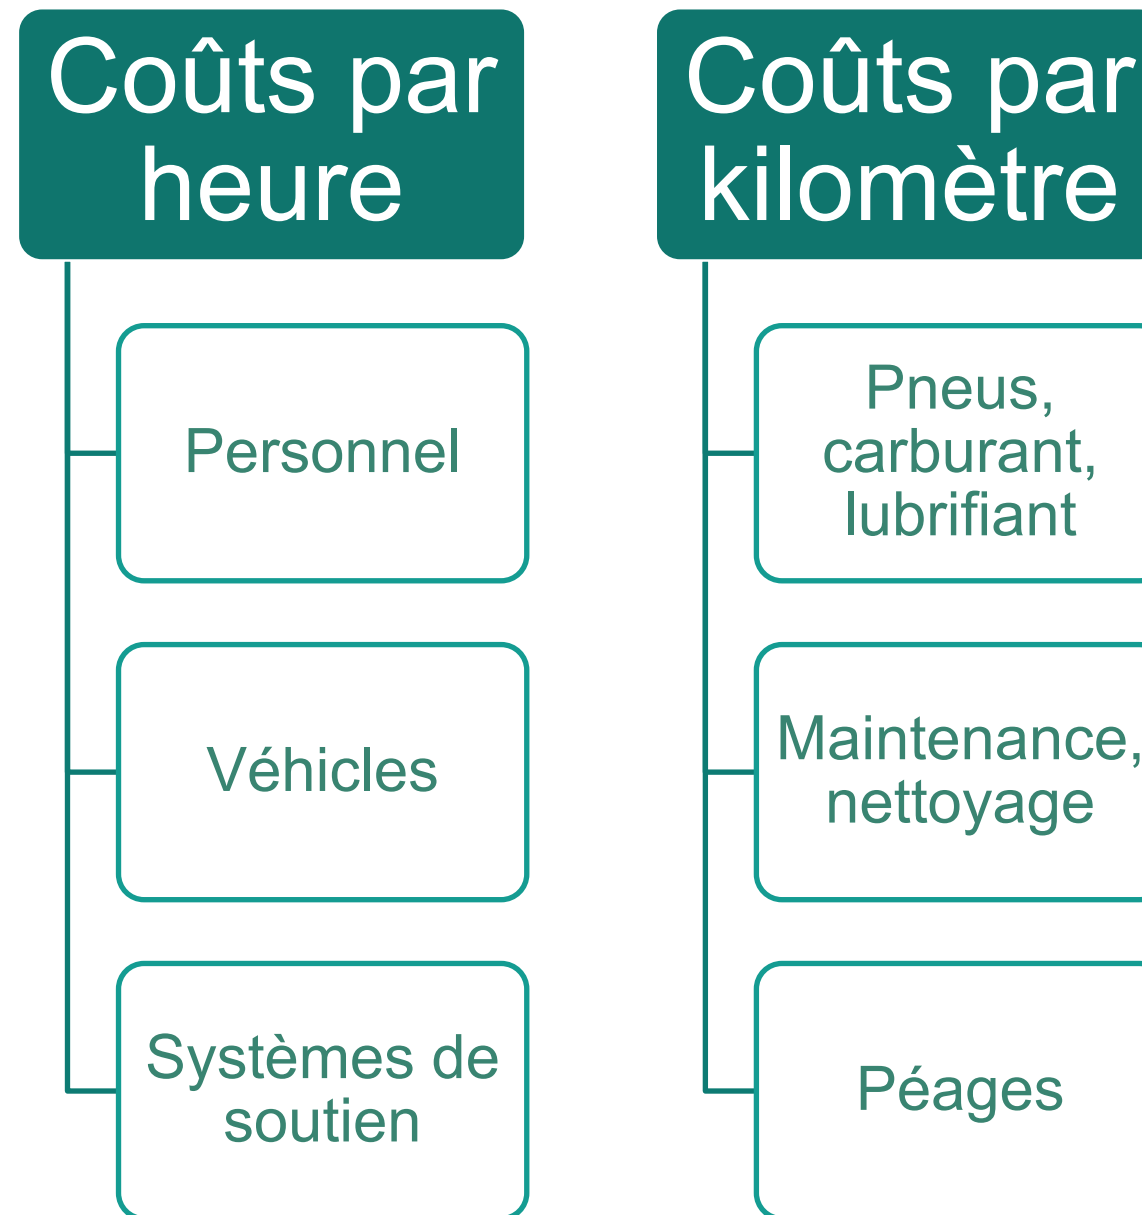 Coûts par
heure
Personnel
Véhicles
Systèmes de
soutien
Coûts par
kilomètre
Pneus,
carburant,
lubrifiant
Maintenance,
nettoyage
Péages